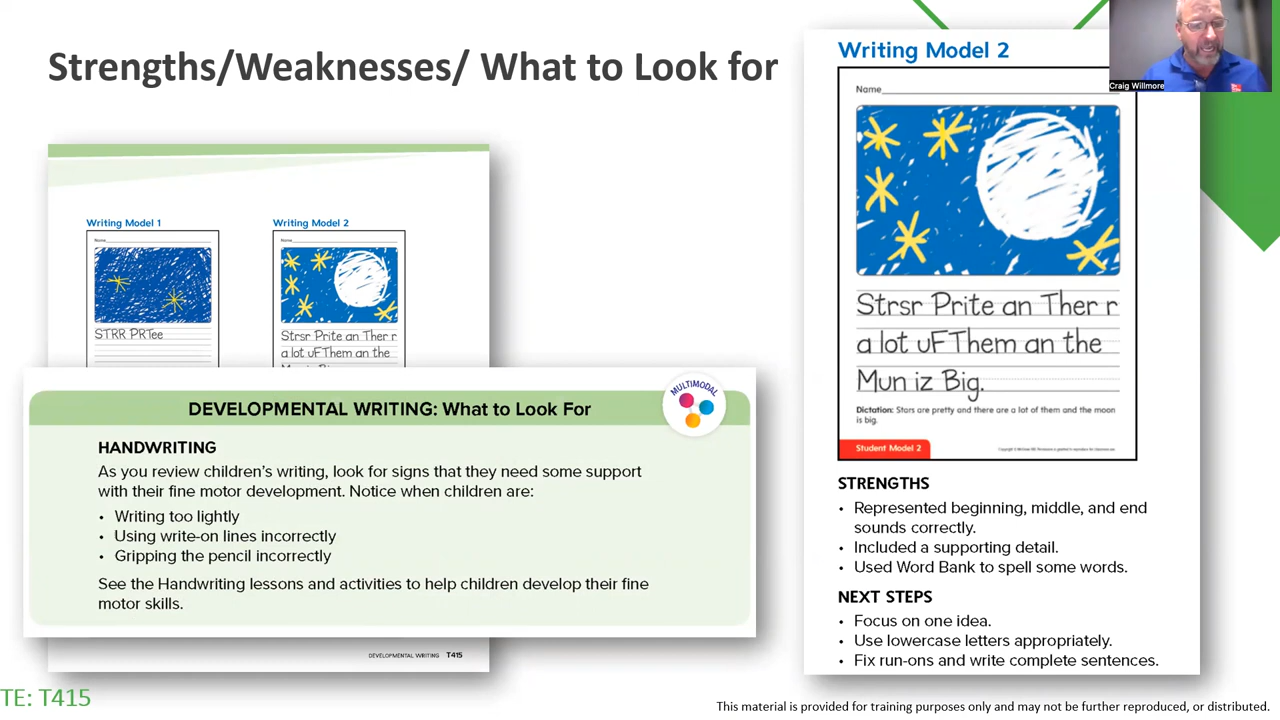 Strengths/Weaknesses/ What to Look for
Writing Model 1
Name
STRR PRTee
Writing Model 2
Name
Strsr Prite an Ther r
a lot uFThem an the
MULTIMODAL
DEVELOPMENTAL WRITING: What to Look For
HANDWRITING
As you review children's writing, look for signs that they need some support
with their fine motor development. Notice when children are:
• Writing too lightly
• Using write-on lines incorrectly
• Gripping the pencil incorrectly
See the Handwriting lessons and activities to help children develop their fine
motor skills.
DEVELOPMENTAL WRITING T415
TE: T415
Writing Model 2
Name
Strsr Prite an Ther r
a lot uFThem an the
Mun iz Big.
Dictation: Stars are pretty and there are a lot of them and the moon
is big.
Student Model 2
STRENGTHS
• Represented beginning, middle, and end
sounds correctly.
• Included a supporting detail.
• Used Word Bank to spell some words.
NEXT STEPS
• Focus on one idea.
• Use lowercase letters appropriately.
• Fix run-ons and write complete sentences.
Craig Willmore
This material is provided for training purposes only and may not be further reproduced, or distributed.